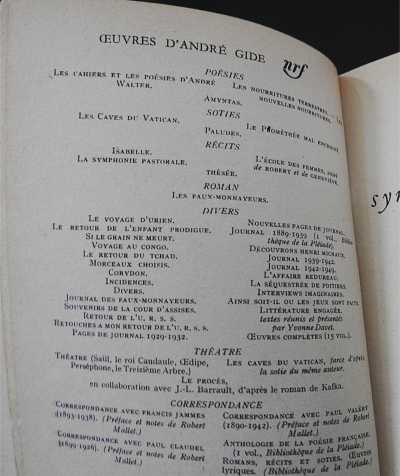 ŒUVRES D'ANDRÉ GIDE
nrf
POÉSIES
LES CAHIERS ET LES POÉSIES D'ANDRÉ WALTER.
LES NOURRITURES TERRESTRES. — LES NOUVELLES NOURRITURES.
AMYNTAS.
SOTIES
LES CAVES DU VATICAN.
LE PROMÉTHÉE MAL ENCHAÎNÉ
PALUDES.
RÉCITS
ISABELLE.
LA SYMPHONIE PASTORALE.
L'ÉCOLE DES FEMMES, suivi
de ROBERT et de GENEVIÈVE.
THÉSÉE.
ROMAN
LES FAUX-MONNAYEURS.
DIVERS
LE VOYAGE D'URIEN.
LE RETOUR DE L'ENFANT PRODIGUE.
SI LE GRAIN NE MEURT.
VOYAGE AU CONGO.
LE RETOUR DU TCHAD.
MORCEAUX CHOISIS.
CORYDON.
INCIDENCES.
DIVERS.
JOURNAL DES FAUX-MONNAYEURS.
SOUVENIRS DE LA COUR D'ASSISES.
RETOUR DE L'U. R. S. S.
RETOUCHES A MON RETOUR DE L'U. R. S. S.
PAGES DE JOURNAL 1929-1932.
NOUVELLES PAGES DE JOURNAL.
JOURNAL 1889-1939 (1 vol., Bibliothèque de la Pléiade).
DÉCOUVRONS HENRI MICHAUX.
JOURNAL 1939-1942.
JOURNAL 1942-1949.
L'AFFAIRE REDUREAU.
LA SÉQUESTRÉE DE POITIERS.
INTERVIEWS IMAGINAIRES.
AINSI SOIT-IL OU LES JEUX SONT FAITS.
LITTÉRATURE ENGAGÉE.
textes réunis et présentés
par Yvonne Davet.
ŒUVRES COMPLÈTES (15 VOL.)
THÉATRE
THÉATRE (Saül, le roi Candaule, Œdipe,
Perséphone, le Treizième Arbre.)
LES CAVES DU VATICAN, farce d'après
la sotie du même auteur.
LE PROCÈS,
en collaboration avec J.-L. Barrault, d'après le roman de Kafka.
CORRESPONDANCE
CORRESPONDANCE AVEC FRANCIS JAMMES
(1893-1938). (Préface et notes de Robert
Mallet.)
CORRESPONDANCE AVEC PAUL CLAUDEL
(1899-1926). (Préface et notes de Robert
Mallet.)
CORRESPONDANCE AVEC PAUL VALÉRY
(1890-1942). (Préface et notes de Robert
Mallet.)
ANTHOLOGIE DE LA POÉSIE FRANÇAISE.
(1 vol., Bibliothèque de la Pléiade.)
ROMANS, RÉCITS ET SOTIES, ŒUVRES
lyriques. (Bibliothèque de la Pléiade.)